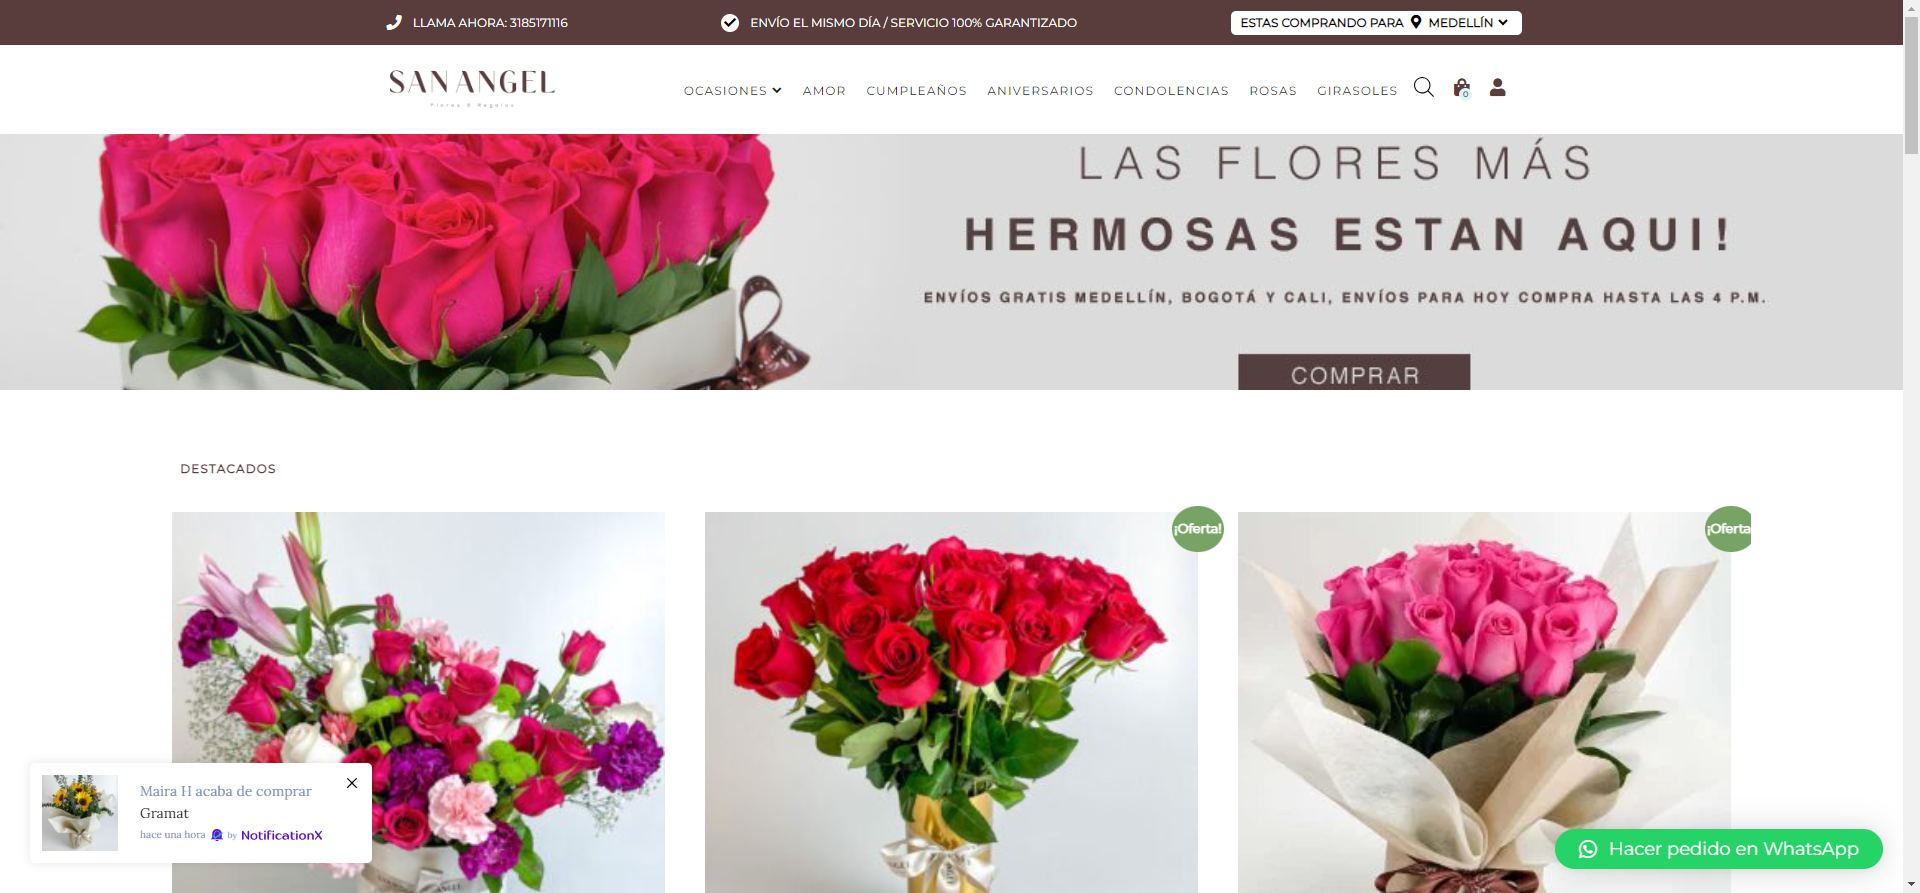 LLAMA AHORA: 3185171116
ENVÍO EL MISMO DÍA / SERVICIO 100% GARANTIZADO
ESTAS COMPRANDO PARA MEDELLÍN
SAN ANGEL
Flores & Regalos
OCASIONES AMOR CUMPLEAÑOS ANIVERSARIOS CONDOLENCIAS ROSAS GIRASOLES
0
LAS FLORES MÁS
HERMOSAS ESTAN AQUI!
ENVÍOS GRATIS MEDELLÍN, BOGOTÁ Y CALI, ENVÍOS PARA HOY COMPRA HASTA LAS 4 P.M.
COMPRAR
DESTACADOS
¡Oferta!
¡Oferta
Maira H acaba de comprar
Gramat
hace una hora by NotificationX
Hacer pedido en WhatsApp